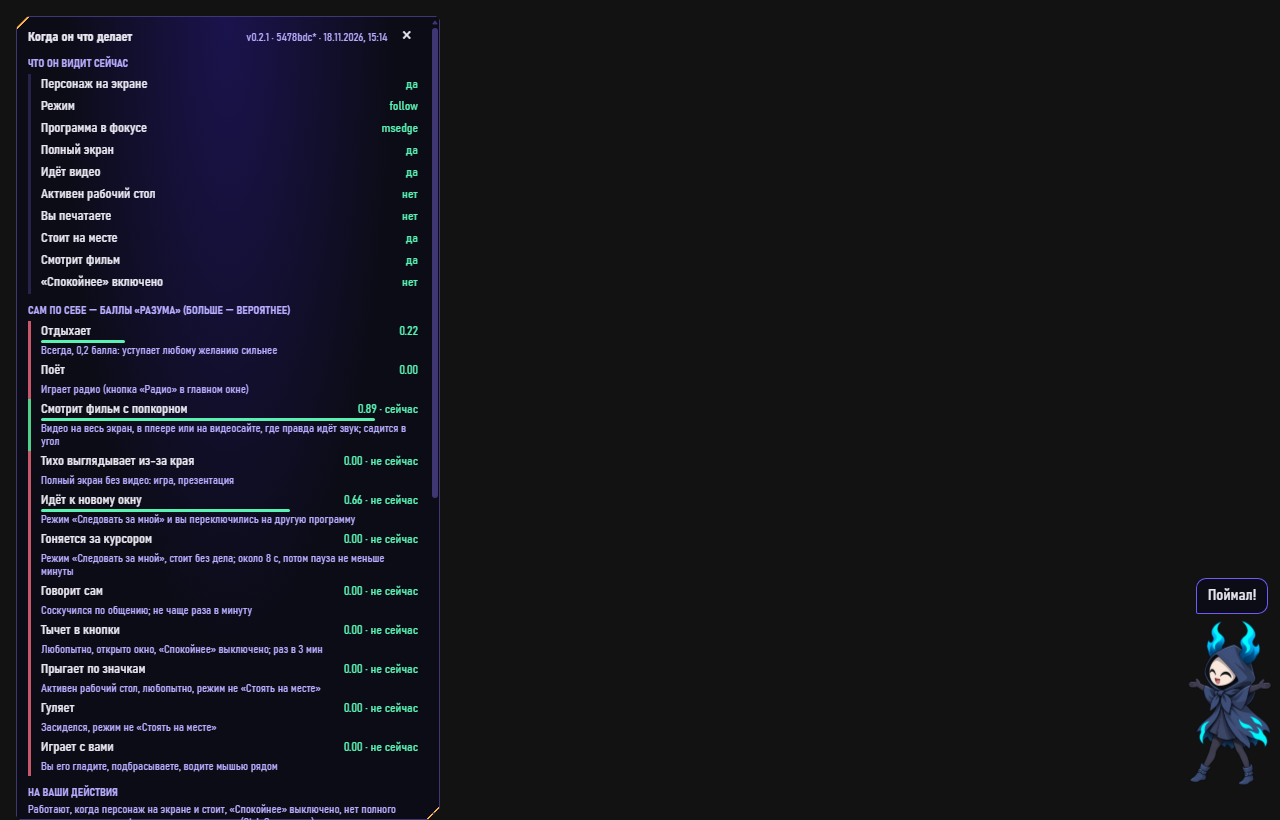 Когда он что делает v0.2.1 · 5478bdc* · 18.11.2026, 15:14 ×
ЧТО ОН ВИДИТ СЕЙЧАС
Персонаж на экране да
Режим follow
Программа в фокусе msedge
Полный экран да
Идёт видео да
Активен рабочий стол нет
Вы печатаете нет
Стоит на месте да
Смотрит фильм да
«Спокойнее» включено нет
САМ ПО СЕБЕ — БАЛЛЫ «РАЗУМА» (БОЛЬШЕ — ВЕРОЯТНЕЕ)
Отдыхает 0.22
Всегда, 0,2 балла: уступает любому желанию сильнее
Поёт 0.00
Играет радио (кнопка «Радио» в главном окне)
Смотрит фильм с попкорном 0.89 · сейчас
Видео на весь экран, в плеере или на видеосайте, где правда идёт звук; садится в
угол
Тихо выглядывает из-за края 0.00 · не сейчас
Полный экран без видео: игра, презентация
Идёт к новому окну 0.66 · не сейчас
Режим «Следовать за мной» и вы переключились на другую программу
Гоняется за курсором 0.00 · не сейчас
Режим «Следовать за мной», стоит без дела; около 8 с, потом пауза не меньше
минуты
Говорит сам 0.00 · не сейчас
Соскучился по общению; не чаще раза в минуту
Тычет в кнопки 0.00 · не сейчас
Любопытно, открыто окно, «Спокойнее» выключено; раз в 3 мин
Прыгает по значкам 0.00 · не сейчас
Активен рабочий стол, любопытно, режим не «Стоять на месте»
Гуляет 0.00 · не сейчас
Засиделся, режим не «Стоять на месте»
Играет с вами 0.00 · не сейчас
Вы его гладите, подбрасываете, водите мышью рядом
НА ВАШИ ДЕЙСТВИЯ
Работают, когда персонаж на экране и стоит, «Спокойнее» выключено, нет полного
Поймал!